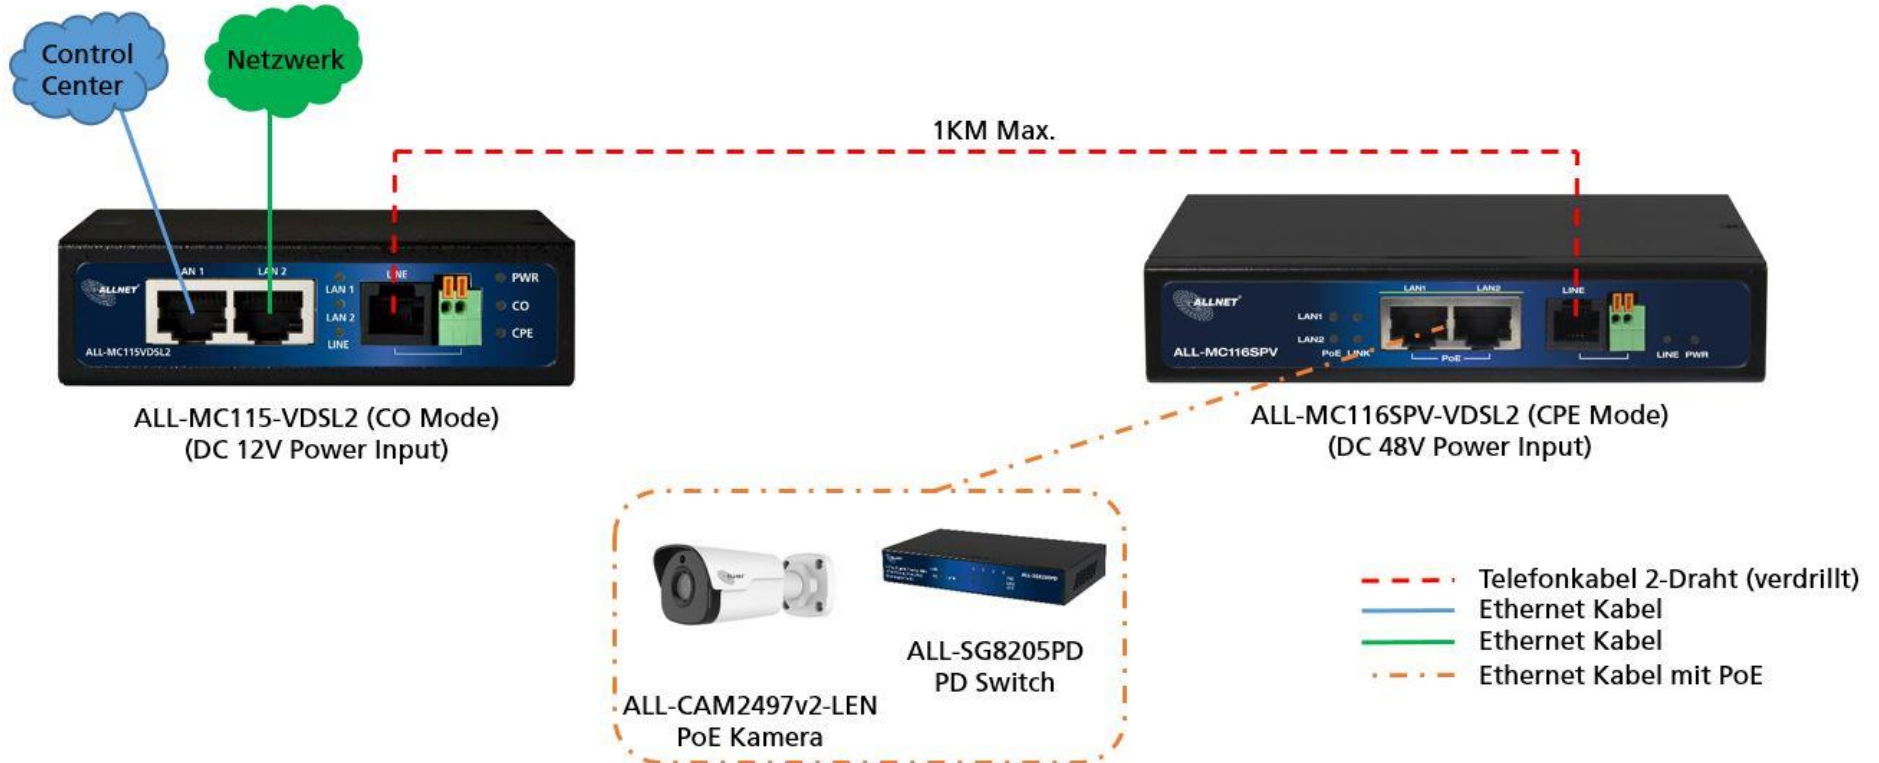 Control
Center
Netzwerk
1KM Max.
LAN 1
LAN 2
LINE
PWR
LAN 1
CO
LAN 2
CPE
LINE
ALLNET
ALL-MC115VDSL2
ALL-MC115-VDSL2 (CO Mode)
(DC 12V Power Input)
ALLNET
LAN1
LAN2
LINE
LAN1
LAN2
PoE LINK
PoE
LINE PWR
ALL-MC116SPV
ALL-MC116SPV-VDSL2 (CPE Mode)
(DC 48V Power Input)
ALLNET
ALL-CAM2497v2-LEN
PoE Kamera
ALL-SG8205PD
ALL-SG8205PD
PD Switch
Telefonkabel 2-Draht (verdrillt)
Ethernet Kabel
Ethernet Kabel
Ethernet Kabel mit PoE